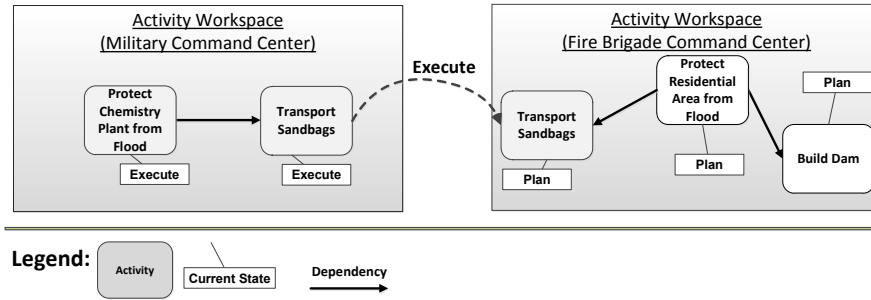 Activity Workspace
(Military Command Center)
Protect
Chemistry
Plant from
Flood
Execute
Transport
Sandbags
Execute
Execute
Activity Workspace
(Fire Brigade Command Center)
Transport
Sandbags
Plan
Protect
Residential
Area from
Flood
Plan
Plan
Build Dam
Legend:
Activity
Current State
Dependency